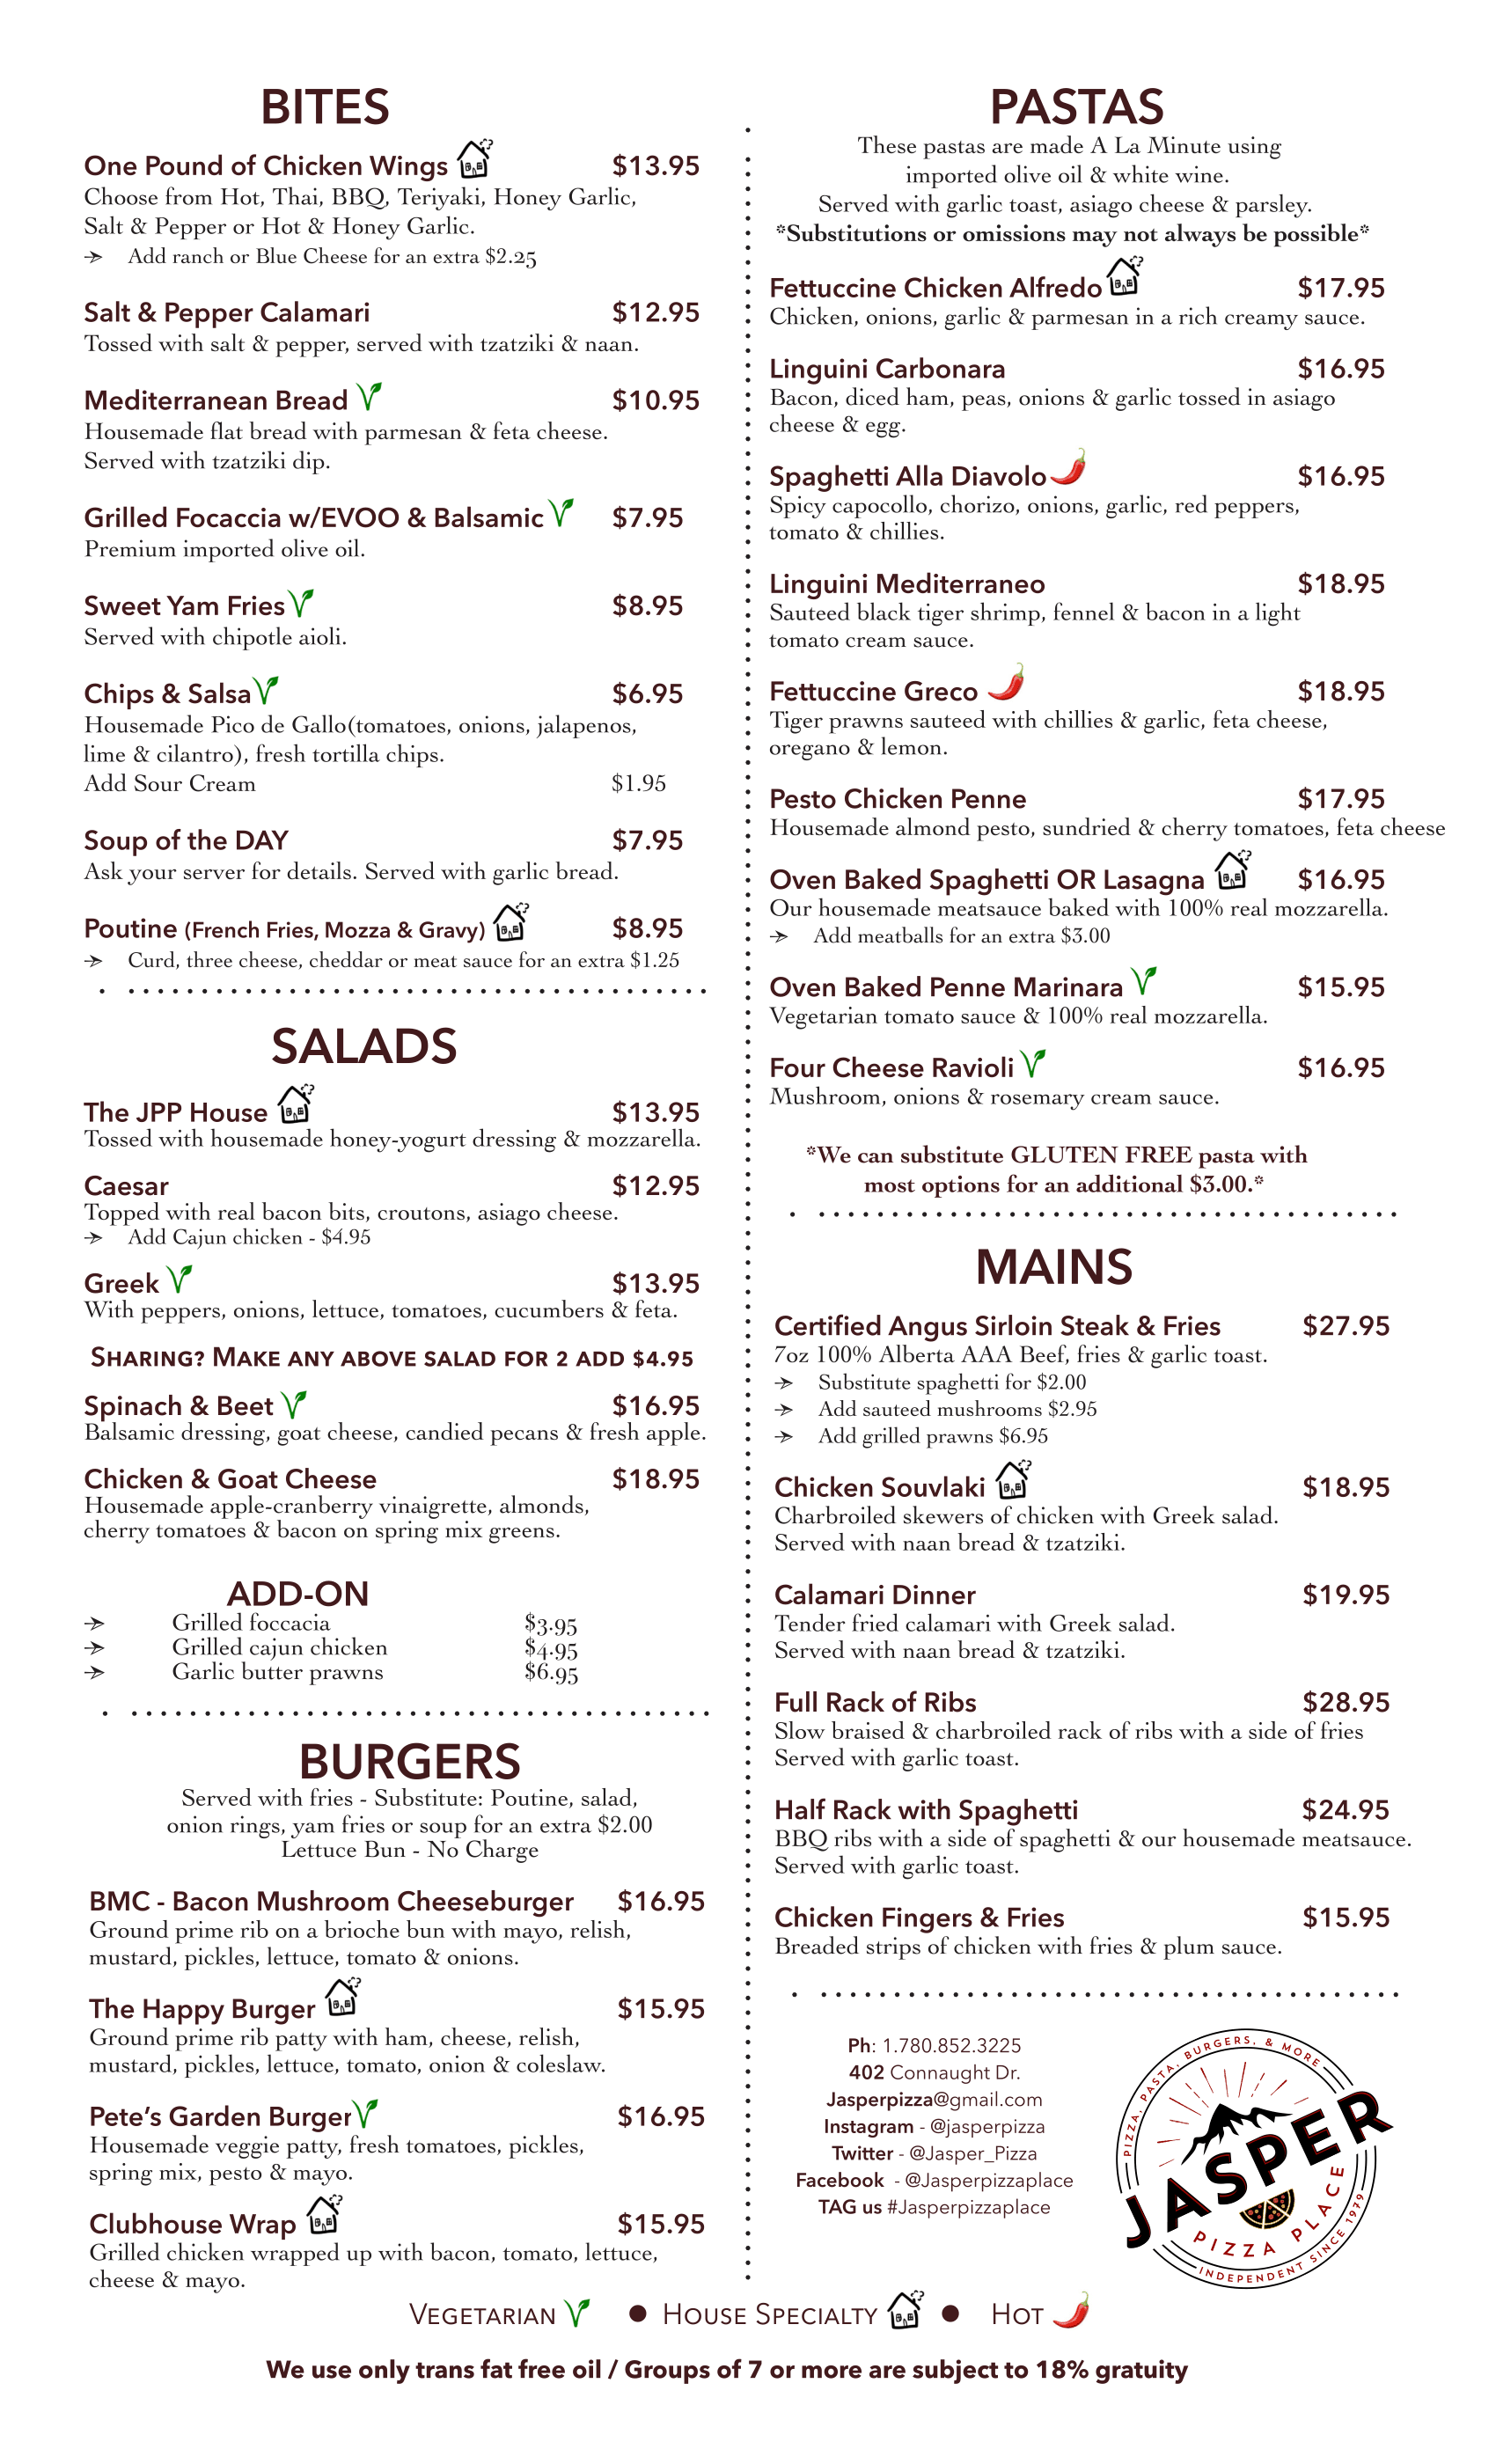 BITES
One Pound of Chicken Wings $13.95
Choose from Hot, Thai, BBQ, Teriyaki, Honey Garlic,
Salt & Pepper or Hot & Honey Garlic.
➢ Add ranch or Blue Cheese for an extra $2.25
Salt & Pepper Calamari $12.95
Tossed with salt & pepper, served with tzatziki & naan.
Mediterranean Bread $10.95
Housemade flat bread with parmesan & feta cheese.
Served with tzatziki dip.
Grilled Focaccia w/EVOO & Balsamic $7.95
Premium imported olive oil.
Sweet Yam Fries $8.95
Served with chipotle aioli.
Chips & Salsa $6.95
Housemade Pico de Gallo(tomatoes, onions, jalapenos,
lime & cilantro), fresh tortilla chips.
Add Sour Cream $1.95
Soup of the DAY $7.95
Ask your server for details. Served with garlic bread.
Poutine (French Fries, Mozza & Gravy) $8.95
➢ Curd, three cheese, cheddar or meat sauce for an extra $1.25
SALADS
The JPP House $13.95
Tossed with housemade honey-yogurt dressing & mozzarella.
Caesar $12.95
Topped with real bacon bits, croutons, asiago cheese.
➢ Add Cajun chicken - $4.95
Greek $13.95
With peppers, onions, lettuce, tomatoes, cucumbers & feta.
SHARING? MAKE ANY ABOVE SALAD FOR 2 ADD $4.95
Spinach & Beet $16.95
Balsamic dressing, goat cheese, candied pecans & fresh apple.
Chicken & Goat Cheese $18.95
Housemade apple-cranberry vinaigrette, almonds,
cherry tomatoes & bacon on spring mix greens.
ADD-ON
➢ Grilled foccacia $3.95
➢ Grilled cajun chicken $4.95
➢ Garlic butter prawns $6.95
BURGERS
Served with fries - Substitute: Poutine, salad,
onion rings, yam fries or soup for an extra $2.00
Lettuce Bun - No Charge
BMC - Bacon Mushroom Cheeseburger $16.95
Ground prime rib on a brioche bun with mayo, relish,
mustard, pickles, lettuce, tomato & onions.
The Happy Burger $15.95
Ground prime rib patty with ham, cheese, relish,
mustard, pickles, lettuce, tomato, onion & coleslaw.
Pete's Garden Burger $16.95
Housemade veggie patty, fresh tomatoes, pickles,
spring mix, pesto & mayo.
Clubhouse Wrap $15.95
Grilled chicken wrapped up with bacon, tomato, lettuce,
cheese & mayo.
PASTAS
These pastas are made A La Minute using
imported olive oil & white wine.
Served with garlic toast, asiago cheese & parsley.
*Substitutions or omissions may not always be possible*
Fettuccine Chicken Alfredo $17.95
Chicken, onions, garlic & parmesan in a rich creamy sauce.
Linguini Carbonara $16.95
Bacon, diced ham, peas, onions & garlic tossed in asiago
cheese & egg.
Spaghetti Alla Diavolo $16.95
Spicy capocollo, chorizo, onions, garlic, red peppers,
tomato & chillies.
Linguini Mediterraneo $18.95
Sauteed black tiger shrimp, fennel & bacon in a light
tomato cream sauce.
Fettuccine Greco $18.95
Tiger prawns sauteed with chillies & garlic, feta cheese,
oregano & lemon.
Pesto Chicken Penne $17.95
Housemade almond pesto, sundried & cherry tomatoes, feta cheese
Oven Baked Spaghetti OR Lasagna $16.95
Our housemade meatsauce baked with 100% real mozzarella.
➢ Add meatballs for an extra $3.00
Oven Baked Penne Marinara $15.95
Vegetarian tomato sauce & 100% real mozzarella.
Four Cheese Ravioli $16.95
Mushroom, onions & rosemary cream sauce.
*We can substitute GLUTEN FREE pasta with
most options for an additional $3.00.*
MAINS
Certified Angus Sirloin Steak & Fries $27.95
7oz 100% Alberta AAA Beef, fries & garlic toast.
➢ Substitute spaghetti for $2.00
➢ Add sauteed mushrooms $2.95
➢ Add grilled prawns $6.95
Chicken Souvlaki $18.95
Charbroiled skewers of chicken with Greek salad.
Served with naan bread & tzatziki.
Calamari Dinner $19.95
Tender fried calamari with Greek salad.
Served with naan bread & tzatziki.
Full Rack of Ribs $28.95
Slow braised & charbroiled rack of ribs with a side of fries
Served with garlic toast.
Half Rack with Spaghetti $24.95
BBQ ribs with a side of spaghetti & our housemade meatsauce.
Served with garlic toast.
Chicken Fingers & Fries $15.95
Breaded strips of chicken with fries & plum sauce.
Ph: 1.780.852.3225
402 Connaught Dr.
Jasperpizza@gmail.com
Instagram - @jasperpizza
Twitter - @Jasper_Pizza
Facebook - @Jasperpizzaplace
TAG us #Jasperpizzaplace
PIZZA, PASTA, BURGERS, & MORE
JASPER
PIZZA PLACE
INDEPENDENT SINCE 1979
VEGETARIAN • HOUSE SPECIALTY • HOT
We use only trans fat free oil / Groups of 7 or more are subject to 18% gratuity